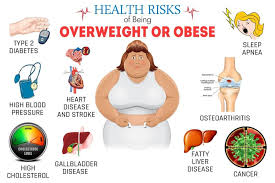 HEALTH RISKS
of Being
OVERWEIGHT OR OBESE
TYPE 2
DIABETES
SLEEP
APNEA
HIGH BLOOD
PRESSURE
HEART
DISEASE
AND STROKE
OSTEOARTHRITIS
HIGH
CHOLESTEROL
GALLBLADDER
DISEASE
FATTY
LIVER
DISEASE
CANCER